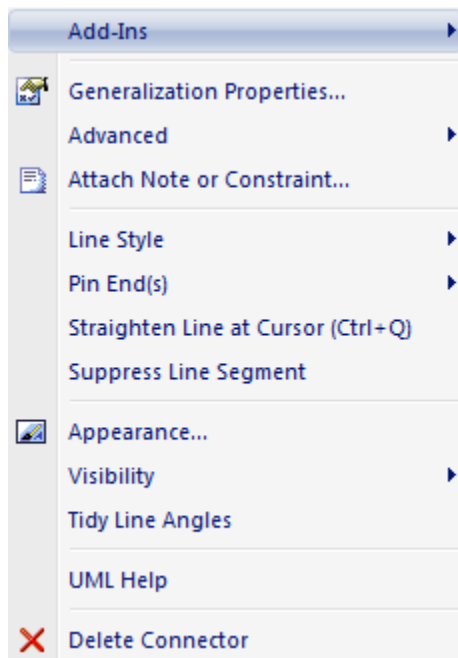 Add-Ins
Generalization Properties...
Advanced
Attach Note or Constraint...
Line Style
Pin End(s)
Straighten Line at Cursor (Ctrl+Q)
Suppress Line Segment
Appearance...
Visibility
Tidy Line Angles
UML Help
Delete Connector